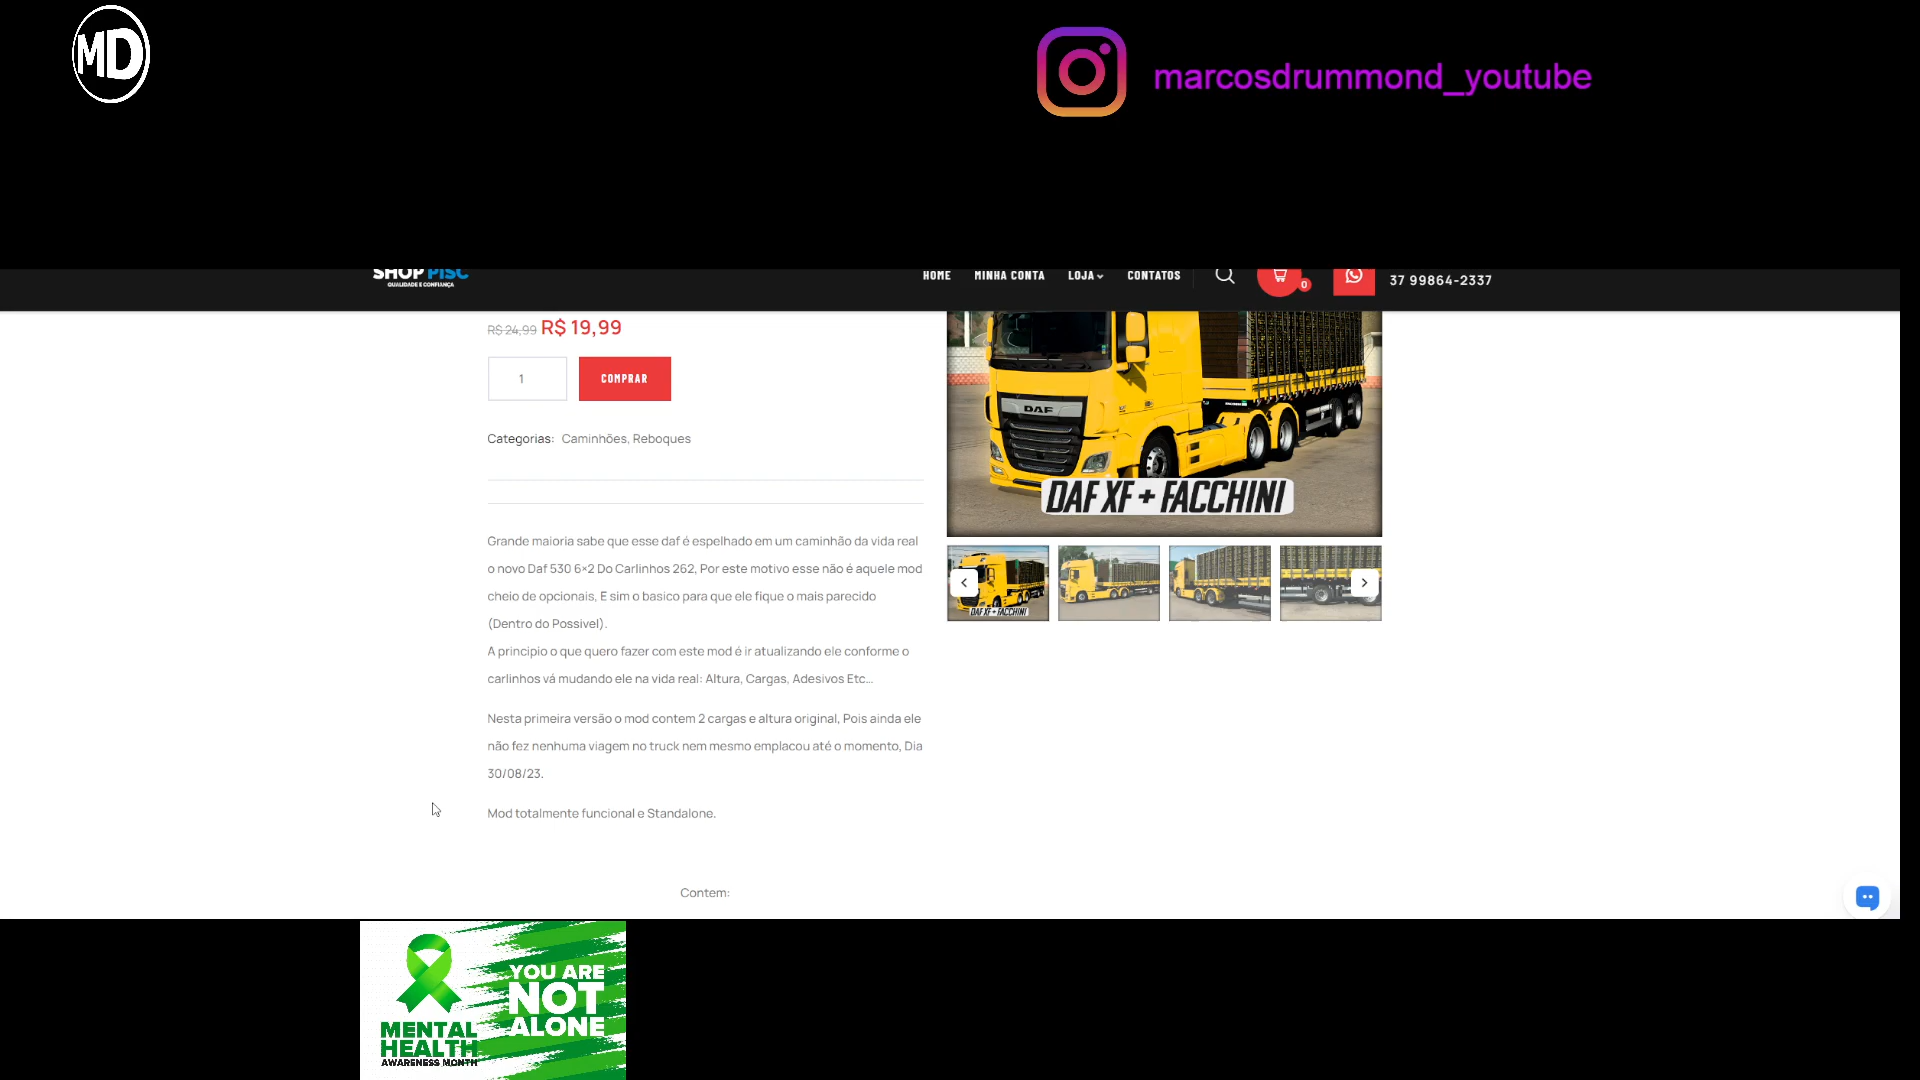 MD
marcosdrummond_youtube
SHOP PISC
QUALIDADE E CONFIANÇA
HOME MINHA CONTA LOJA CONTATOS
0
37 99864-2337
R$ 24,99 R$ 19,99
1
COMPRAR
Categorias: Caminhões, Reboques
Grande maioria sabe que esse daf é espelhado em um caminhão da vida real
o novo Daf 530 6×2 Do Carlinhos 262, Por este motivo esse não é aquele mod
cheio de opcionais, E sim o basico para que ele fique o mais parecido
(Dentro do Possivel).
A principio o que quero fazer com este mod é ir atualizando ele conforme o
carlinhos vá mudando ele na vida real: Altura, Cargas, Adesivos Etc…
Nesta primeira versão o mod contem 2 cargas e altura original, Pois ainda ele
não fez nenhuma viagem no truck nem mesmo emplacou até o momento, Dia
30/08/23.
Mod totalmente funcional e Standalone.
Contem:
DAF
DAF XF + FACCHINI
DAF XF + FACCHINI
MENTAL
HEALTH
AWARENESS MONTH
YOU ARE
NOT
ALONE